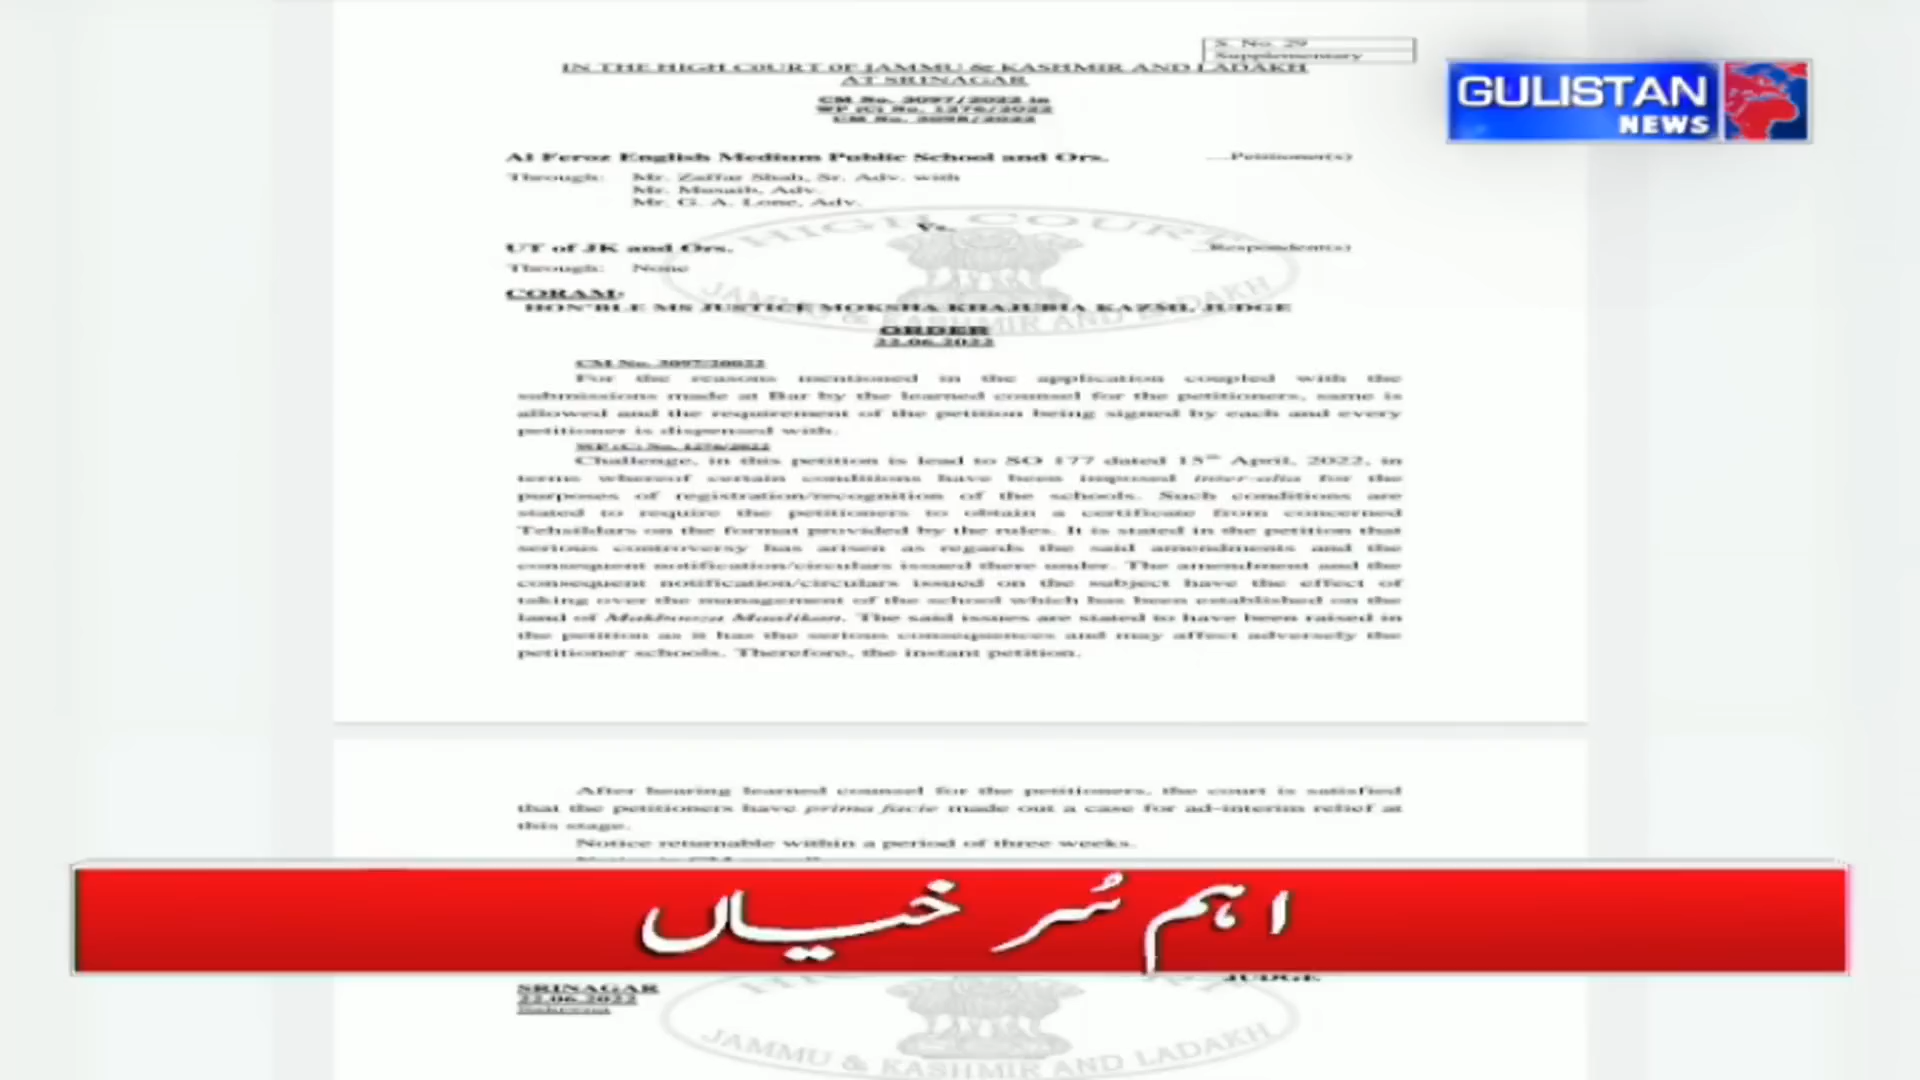 S. No. 29
Supplementary
IN THE HIGH COURT OF JAMMU & KASHMIR AND LADAKH
AT SRINAGAR
GULISTAN
NEWS
CM No. 3097/2022 in
WP (C) No. 1276/2022
CM No. 3098/2022
Al Feroz English Medium Public School and Ors.
...Petitioner(s)
Through: Mr. Zaffar Shah, Sr. Adv. with
Mr. Musaib, Adv.
Mr. G. A. Lone, Adv.
HIGH COURT
Vs.
UT of JK and Ors.
...Respondent(s)
Through: None
JAMMU & KASHMIR AND LADAKH
CORAM:
HON'BLE MS JUSTICE MOKSHA KHAJURIA KAZMI, JUDGE
ORDER
22.06.2022
CM No. 3097/20022
For the reasons mentioned in the application coupled with the
submissions made at Bar by the learned counsel for the petitioners, same is
allowed and the requirement of the petition being signed by each and every
petitioner is dispensed with.
WP (C) No. 1276/2022
Challenge, in this petition is lead to SO 177 dated 15th April, 2022, in
terms whereof certain conditions have been imposed inter-alia for the
purposes of registration/recognition of the schools. Such conditions are
stated to require the petitioners to obtain a certificate from concerned
Tehsildars on the format provided by the rules. It is stated in the petition that
serious controversy has arisen as regards the said amendments and the
consequent notification/circulars issued there under. The amendment and the
consequent notification/circulars issued on the subject have the effect of
taking over the management of the school which has been established on the
land of Makbooza Maalikan. The said issues are stated to have been raised in
the petition as it has the serious consequences and may affect adversely the
petitioner schools. Therefore, the instant petition.
After hearing learned counsel for the petitioners, the court is satisfied
that the petitioners have prima facie made out a case for ad-interim relief at
this stage.
Notice returnable within a period of three weeks.
اہم سُرخیاں
JUDGE
SRINAGAR
22.06.2022
JAMMU & KASHMIR AND LADAKH